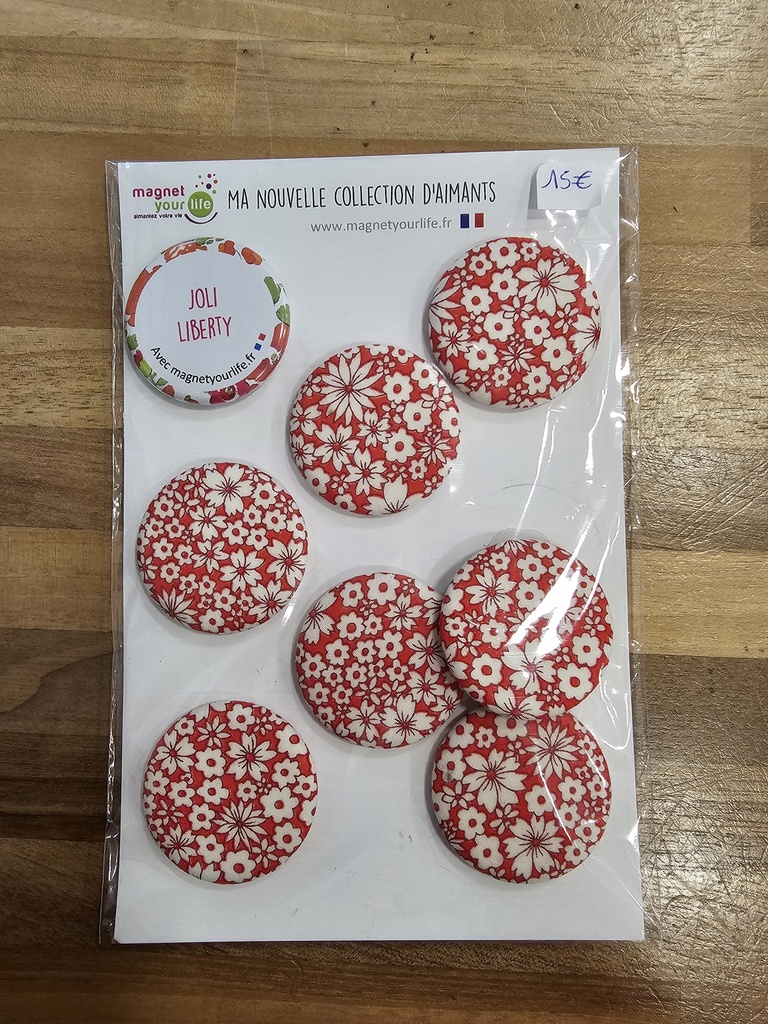 magnet
your life
aimantez votre vie
MA NOUVELLE COLLECTION D'AIMANTS
www.magnetyourlife.fr
15€
JOLI
LIBERTY
Avec magnetyourlife.fr